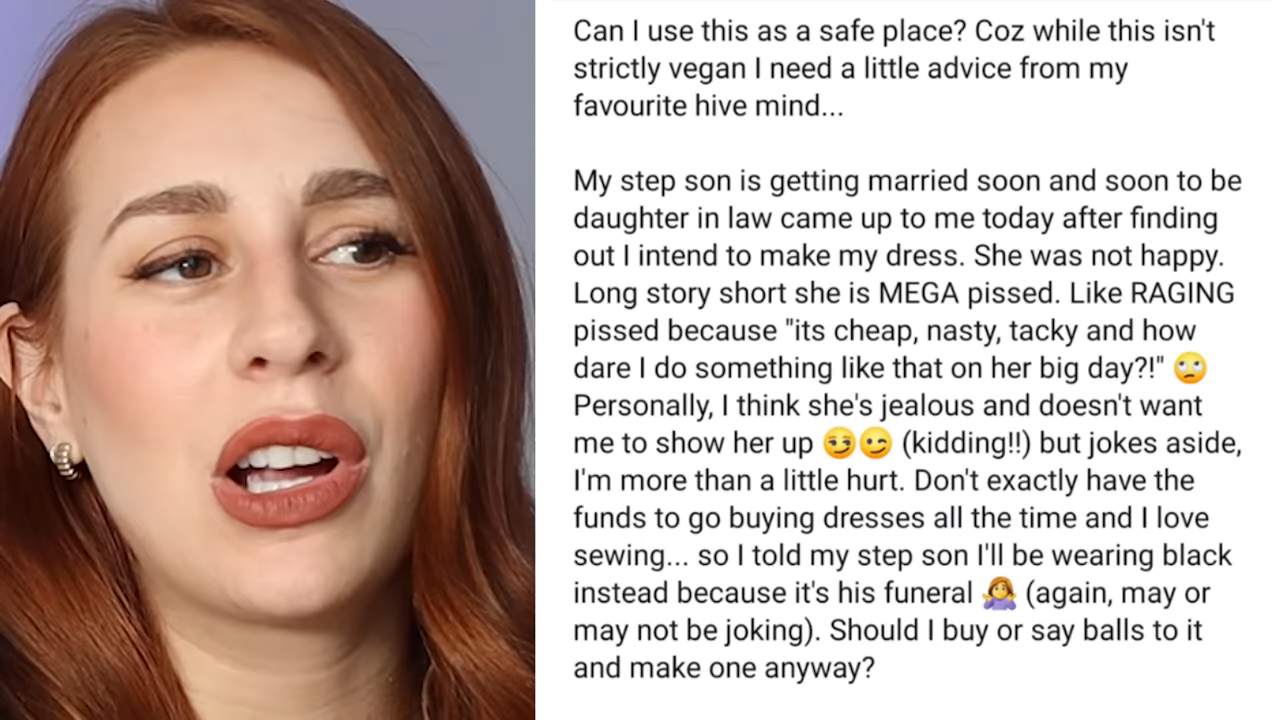 Can I use this as a safe place? Coz while this isn't
strictly vegan I need a little advice from my
favourite hive mind...
My step son is getting married soon and soon to be
daughter in law came up to me today after finding
out I intend to make my dress. She was not happy.
Long story short she is MEGA pissed. Like RAGING
pissed because "its cheap, nasty, tacky and how
dare I do something like that on her big day?!" 🙄
Personally, I think she's jealous and doesn't want
me to show her up 😏😉 (kidding!!) but jokes aside,
I'm more than a little hurt. Don't exactly have the
funds to go buying dresses all the time and I love
sewing... so I told my step son I'll be wearing black
instead because it's his funeral 🤷‍♀️ (again, may or
may not be joking). Should I buy or say balls to it
and make one anyway?